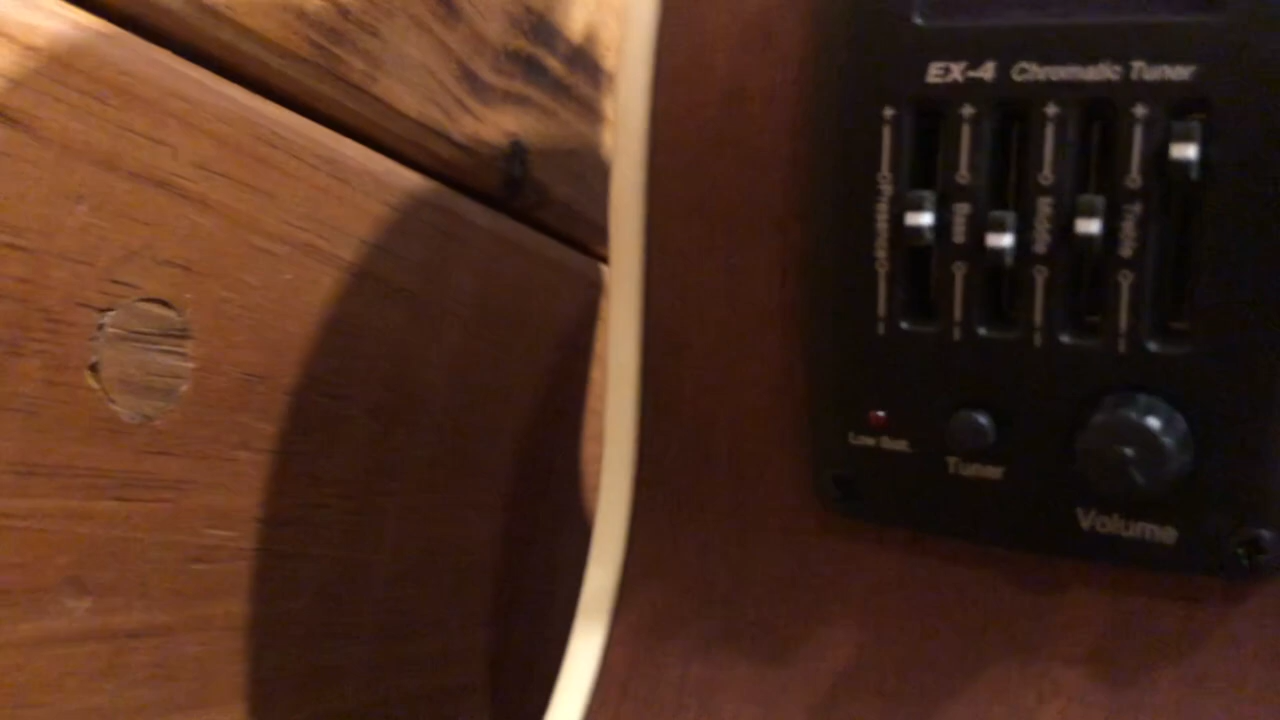 EX-4 Chromatic Tuner
Presence
Bass
Middle
Treble
Low Batt.
Tuner
Volume